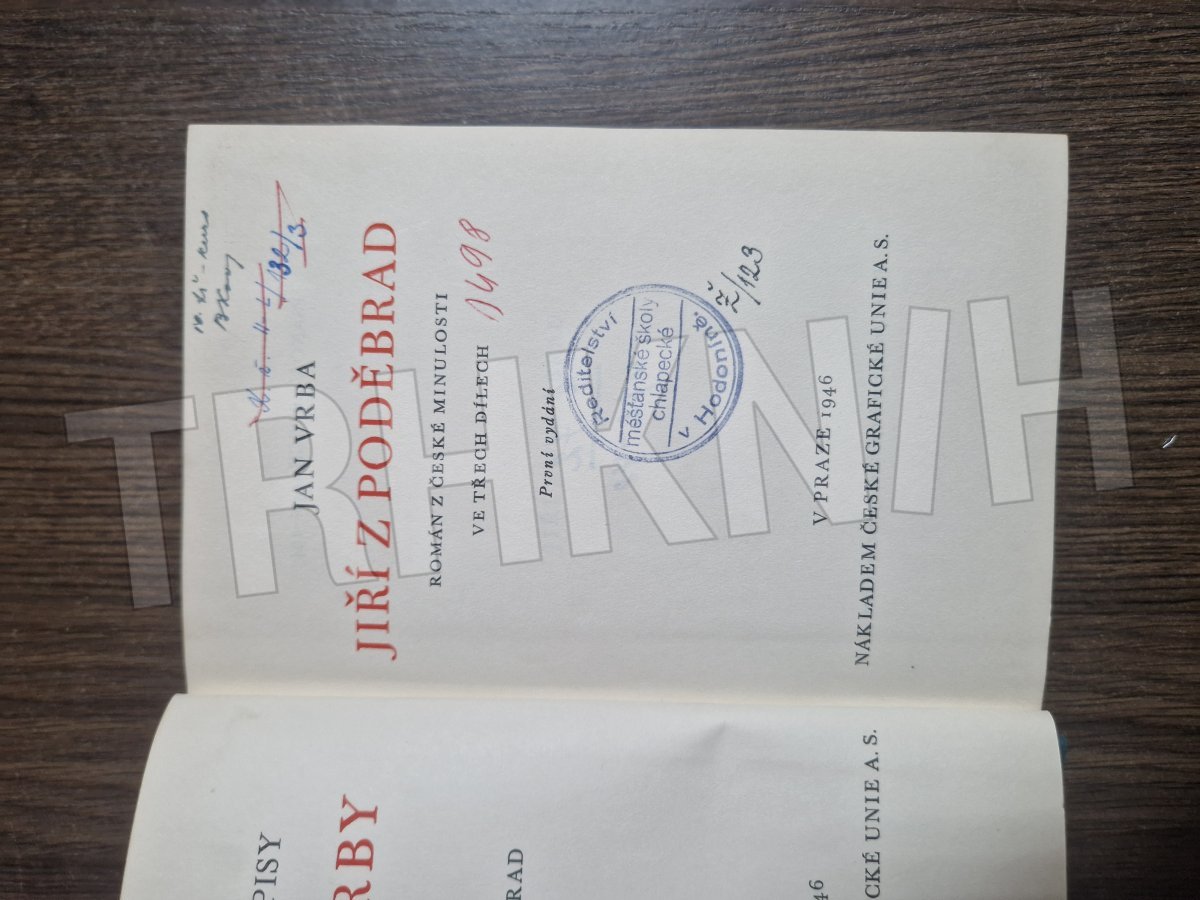 JAN VRBA
JIŘÍ Z PODĚBRAD
ROMÁN Z ČESKÉ MINULOSTI
VE TŘECH DÍLECH
1498
První vydání
Ředitelství
měšťanské školy
chlapecké
v Hodoníně.
Ž/123
V PRAZE 1946
NÁKLADEM ČESKÉ GRAFICKÉ UNIE A. S.
PISY
RBY
RAD
46
CKÉ UNIE A. S.
TRHKNIH